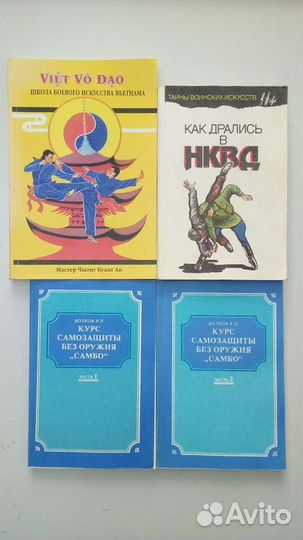 VIỆT VÕ ĐẠO
ШКОЛА БОЕВОГО ИСКУССТВА ВЬЕТНАМА
Мастер Чыонг Куанг Ан
ТАЙНЫ ВОИНСКИХ ИСКУССТВ
КАК ДРАЛИСЬ
В
НКВД
ВОЛКОВ В.П.
КУРС
САМОЗАЩИТЫ
БЕЗ ОРУЖИЯ
„САМБО"
ЧАСТЬ 1
ВОЛКОВ В.П.
КУРС
САМОЗАЩИТЫ
БЕЗ ОРУЖИЯ
„САМБО"
ЧАСТЬ 2
Avito